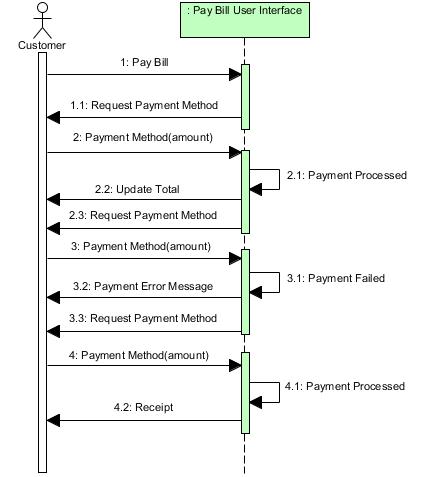 : Pay Bill User Interface
Customer
1: Pay Bill
1.1: Request Payment Method
2: Payment Method(amount)
2.1: Payment Processed
2.2: Update Total
2.3: Request Payment Method
3: Payment Method(amount)
3.1: Payment Failed
3.2: Payment Error Message
3.3: Request Payment Method
4: Payment Method(amount)
4.1: Payment Processed
4.2: Receipt